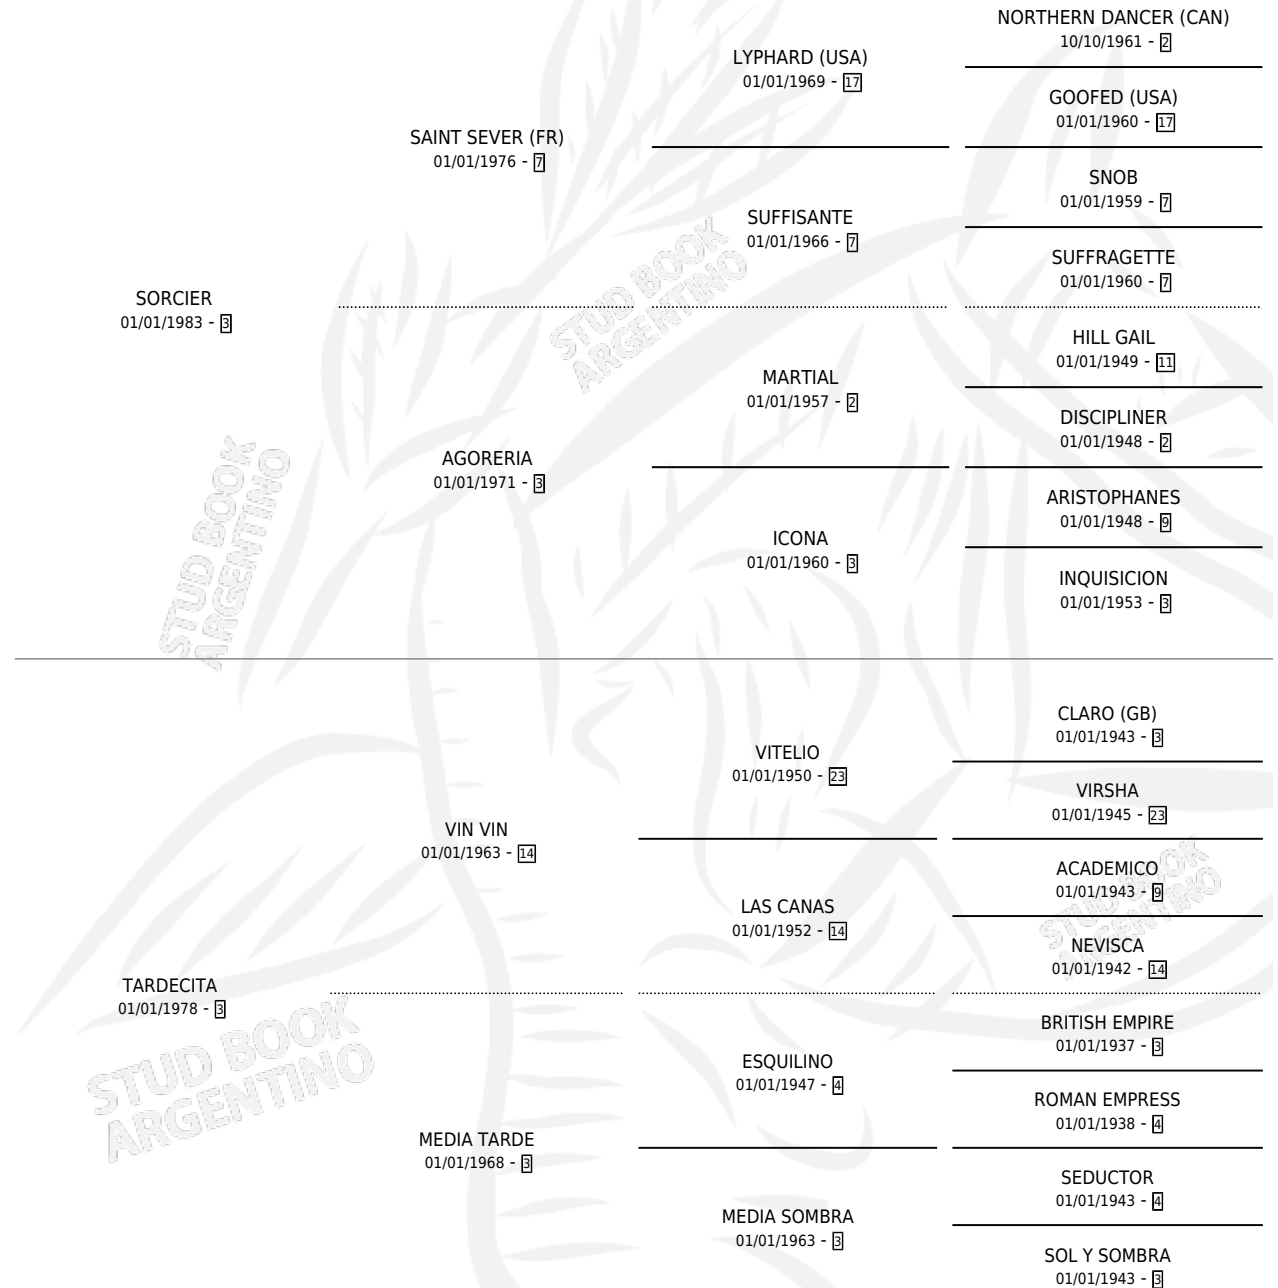 NORTHERN DANCER (CAN)
10/10/1961 - 2
LYPHARD (USA)
01/01/1969 - 17
GOOFED (USA)
01/01/1960 - 17
SAINT SEVER (FR)
01/01/1976 - 7
SNOB
01/01/1959 - 7
SUFFISANTE
01/01/1966 - 7
SUFFRAGETTE
01/01/1960 - 7
SORCIER
01/01/1983 - 3
HILL GAIL
01/01/1949 - 11
MARTIAL
01/01/1957 - 2
DISCIPLINER
01/01/1948 - 2
AGORERIA
01/01/1971 - 3
ARISTOPHANES
01/01/1948 - 9
ICONA
01/01/1960 - 3
INQUISICION
01/01/1953 - 3
STUD BOOK
ARGENTINO
STUD BOOK
ARGENTINO
CLARO (GB)
01/01/1943 - 3
VITELIO
01/01/1950 - 23
VIRSHA
01/01/1945 - 23
VIN VIN
01/01/1963 - 14
ACADEMICO
01/01/1943 - 9
LAS CANAS
01/01/1952 - 14
NEVISCA
01/01/1942 - 14
TARDECITA
01/01/1978 - 3
BRITISH EMPIRE
01/01/1937 - 3
ESQUILINO
01/01/1947 - 4
ROMAN EMPRESS
01/01/1938 - 4
MEDIA TARDE
01/01/1968 - 3
SEDUCTOR
01/01/1943 - 4
MEDIA SOMBRA
01/01/1963 - 3
SOL Y SOMBRA
01/01/1943 - 3
STUD BOOK
ARGENTINO
STUD BOOK
ARGENTINO